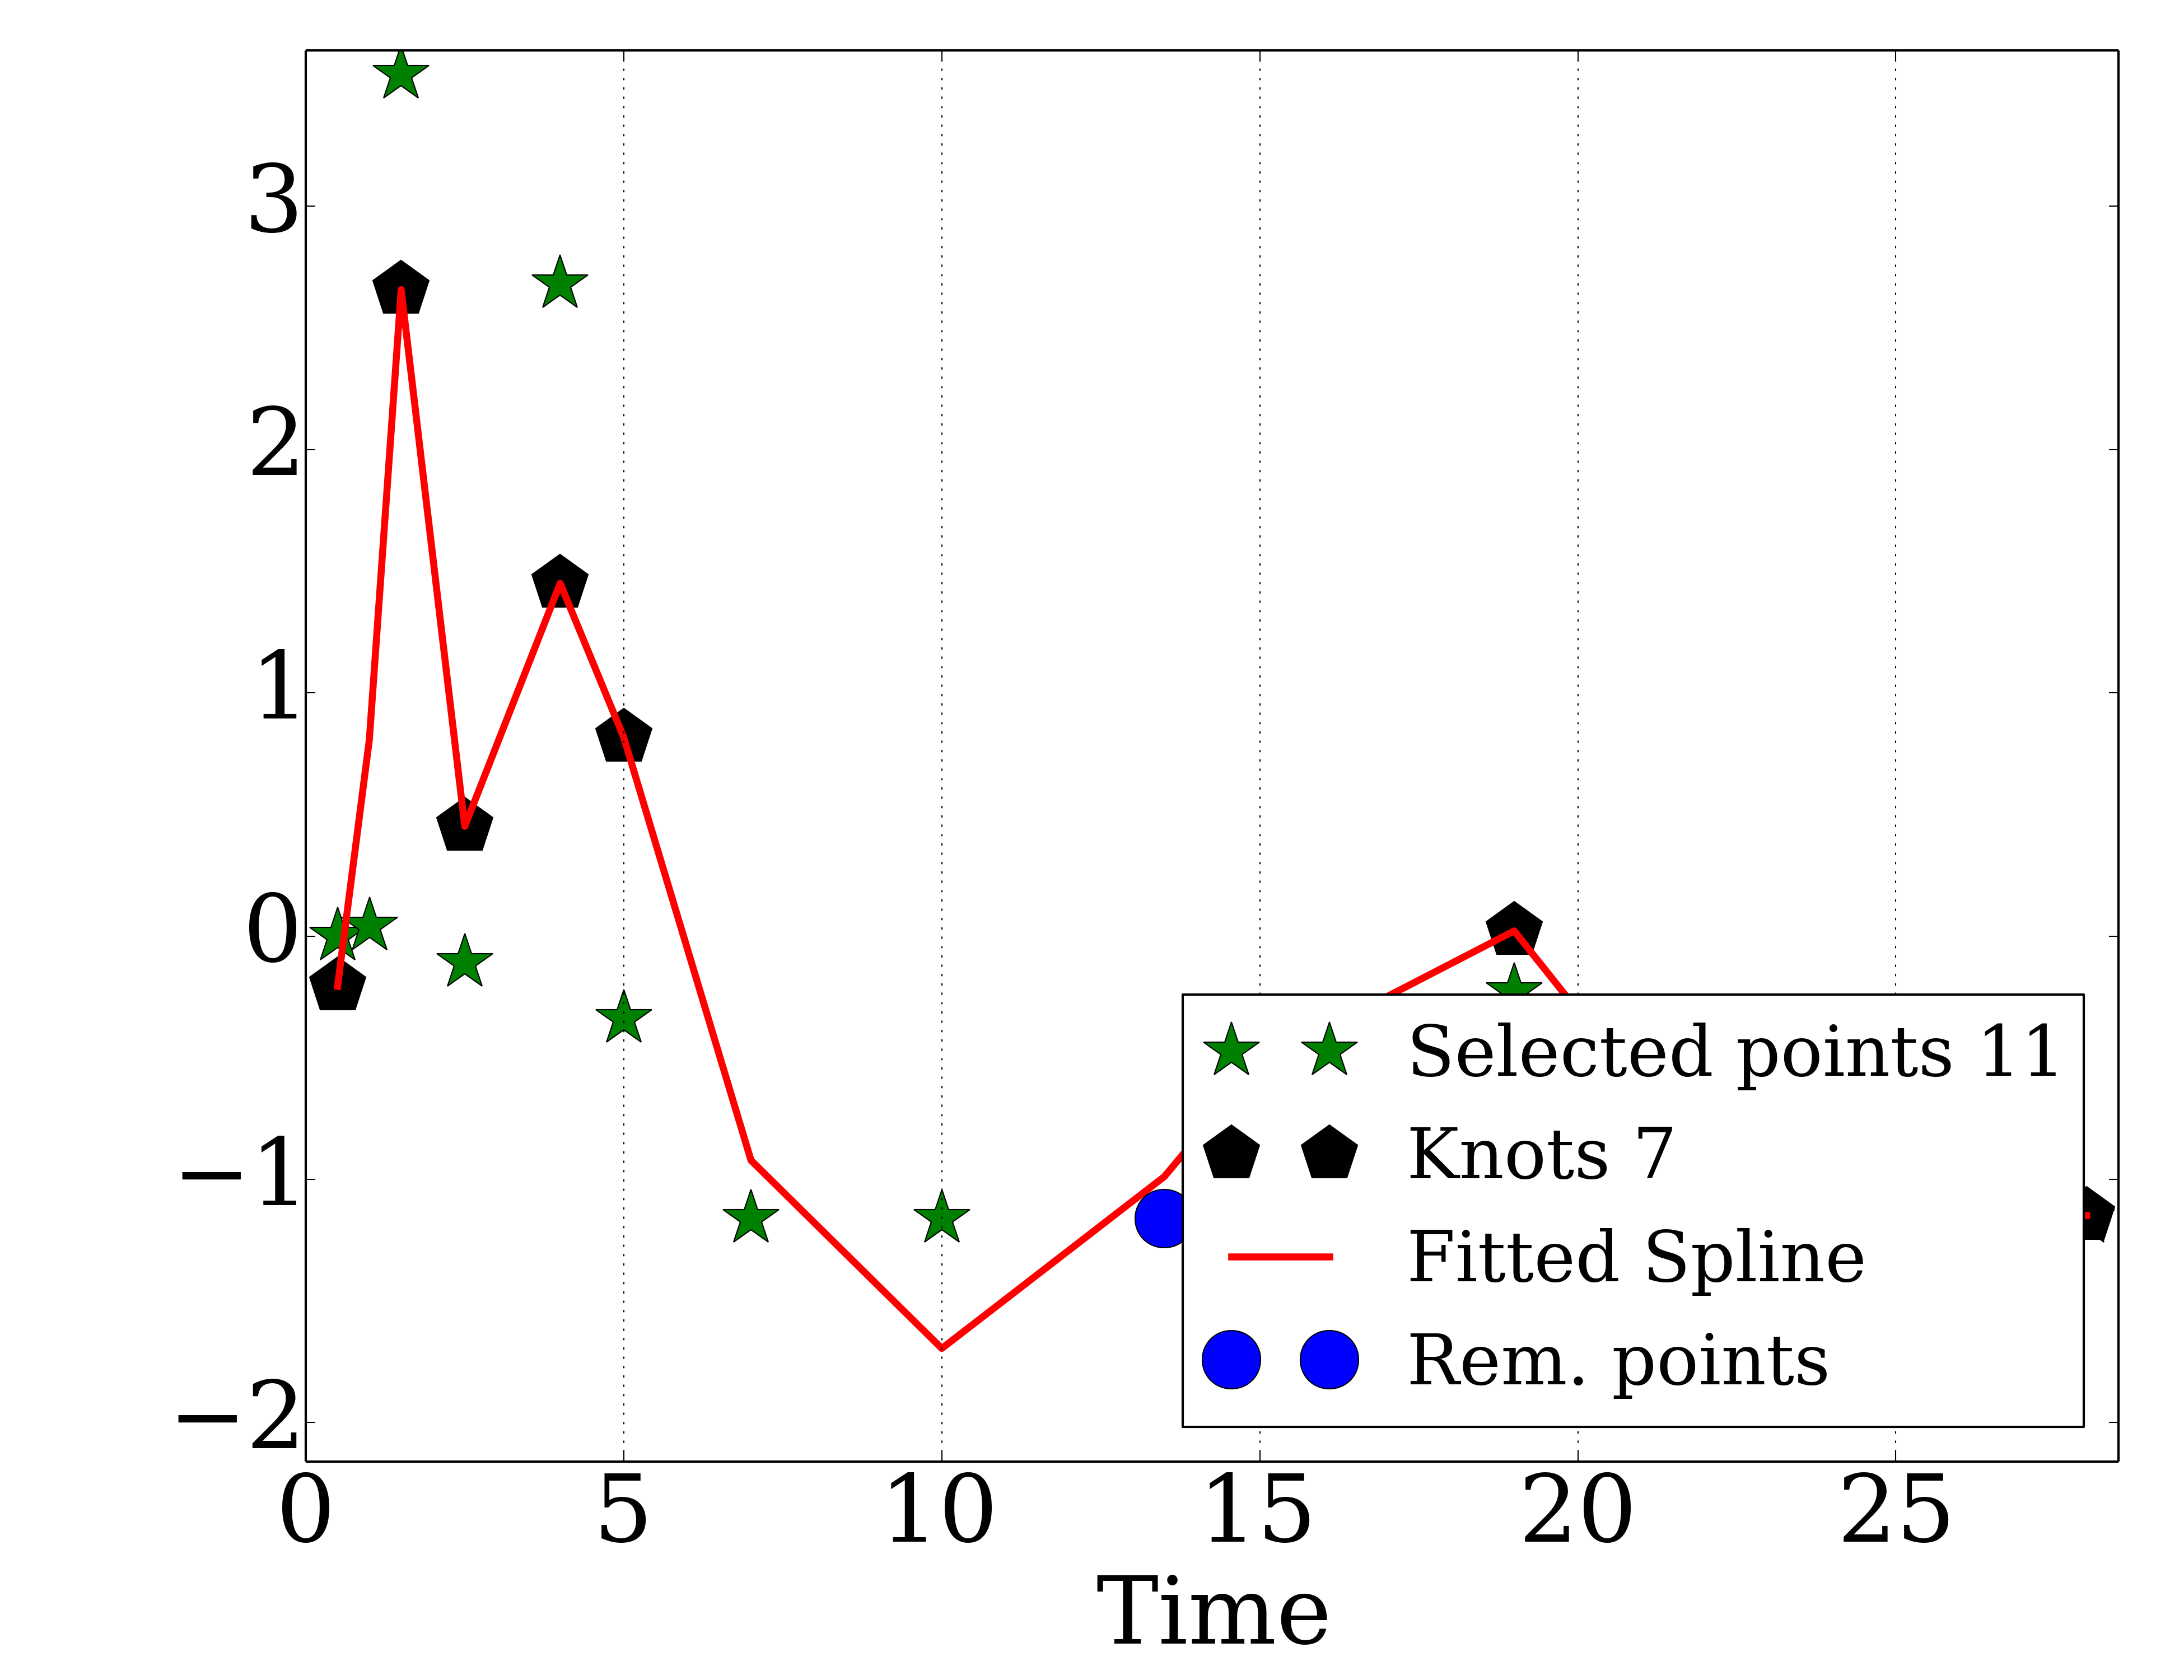 3
2
1
0
−1
−2
0 5 10 15 20 25
Time
Selected points 11
Knots 7
Fitted Spline
Rem. points